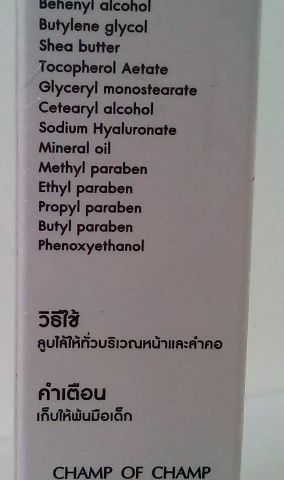 Behenyl alcohol
Butylene glycol
Shea butter
Tocopherol Aetate
Glyceryl monostearate
Cetearyl alcohol
Sodium Hyaluronate
Mineral oil
Methyl paraben
Ethyl paraben
Propyl paraben
Butyl paraben
Phenoxyethanol
วิธีใช้
ลูบไล้ให้ทั่วบริเวณหน้าและลำคอ
คำเตือน
เก็บให้พ้นมือเด็ก
CHAMP OF CHAMP